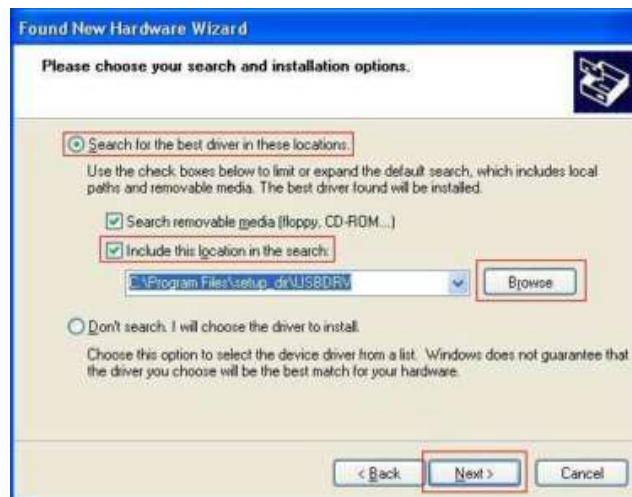 Found New Hardware Wizard
Please choose your search and installation options.
Search for the best driver in these locations.
Use the check boxes below to limit or expand the default search, which includes local
paths and removable media. The best driver found will be installed.
Search removable media (floppy, CD-ROM...)
Include this location in the search:
C:\Program Files\setup_dir\USBDRV
Browse
Don't search. I will choose the driver to install.
Choose this option to select the device driver from a list. Windows does not guarantee that
the driver you choose will be the best match for your hardware.
< Back Next > Cancel